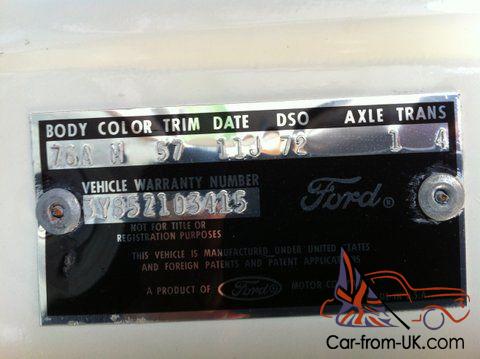 BODY COLOR TRIM DATE DSO AXLE TRANS
76A M 57 11J 72 1 4
VEHICLE WARRANTY NUMBER
3Y85Z103415
Ford
NOT FOR TITLE OR
REGISTRATION PURPOSES
THIS VEHICLE IS MANUFACTURED UNDER UNITED STATES
AND FOREIGN PATENTS AND PATENT APPLICATIONS
A PRODUCT OF Ford MOTOR
Car-from-UK.com